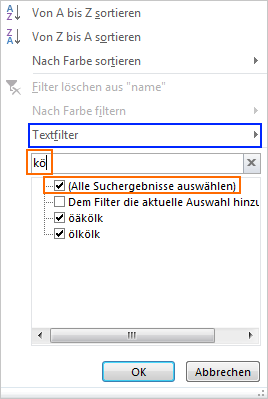 Von A bis Z sortieren
Von Z bis A sortieren
Nach Farbe sortieren
Filter löschen aus "name"
Nach Farbe filtern
Textfilter
kö
(Alle Suchergebnisse auswählen)
Dem Filter die aktuelle Auswahl hinzu
öäkölk
ölkölk
OK
Abbrechen